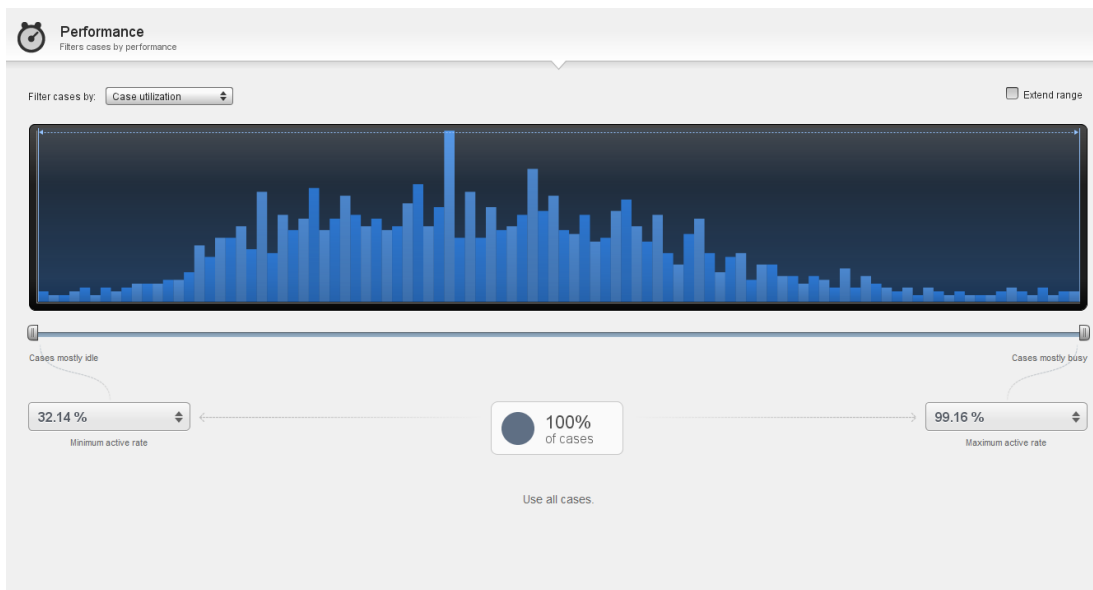 Performance
Filters cases by performance
Filter cases by: Case utilization
Extend range
Cases mostly idle
Cases mostly busy
32.14 %
100%
of cases
99.16 %
Minimum active rate
Maximum active rate
Use all cases.